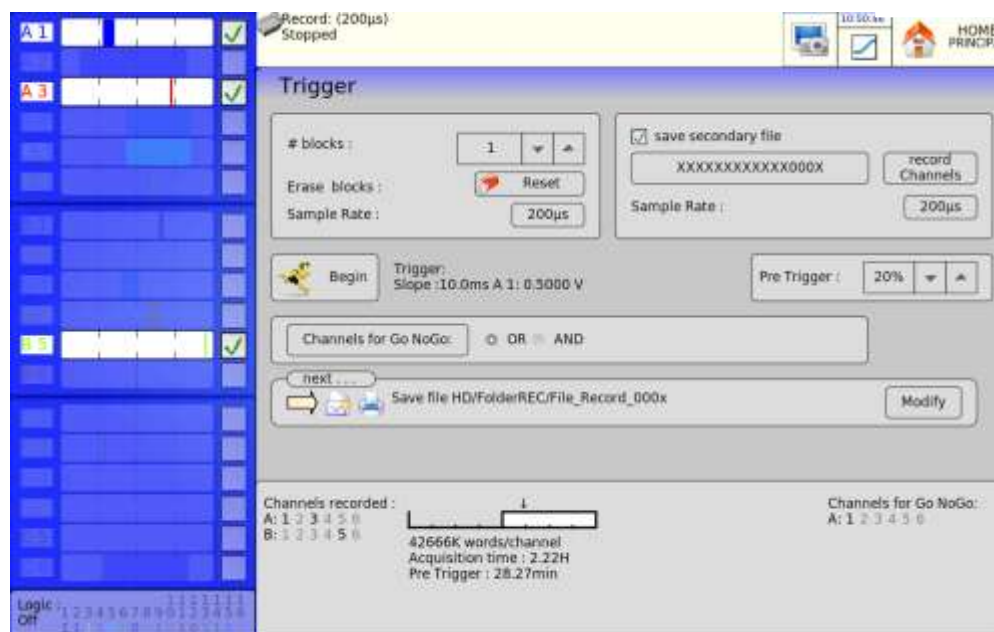 A 1
Record: (200µs)
Stopped
HOME
PRINCIP
A 3
Trigger
# blocks :
1
Erase blocks :
Reset
Sample Rate :
200µs
save secondary file
XXXXXXXXXXXXX000X
record
Channels
Sample Rate :
200µs
Begin
Trigger:
Slope :10.0ms A 1: 0.5000 V
Pre Trigger :
20%
Channels for Go NoGo:
OR
AND
B 5
next . . .
Save file HD/FolderREC/File_Record_000x
Modify
Channels recorded :
A: 1 2 3 4 5 6
B: 1 2 3 4 5 6
42666K words/channel
Acquisition time : 2.22H
Pre Trigger : 28.27min
Channels for Go NoGo:
A: 1 2 3 4 5 6
Logic :
Off